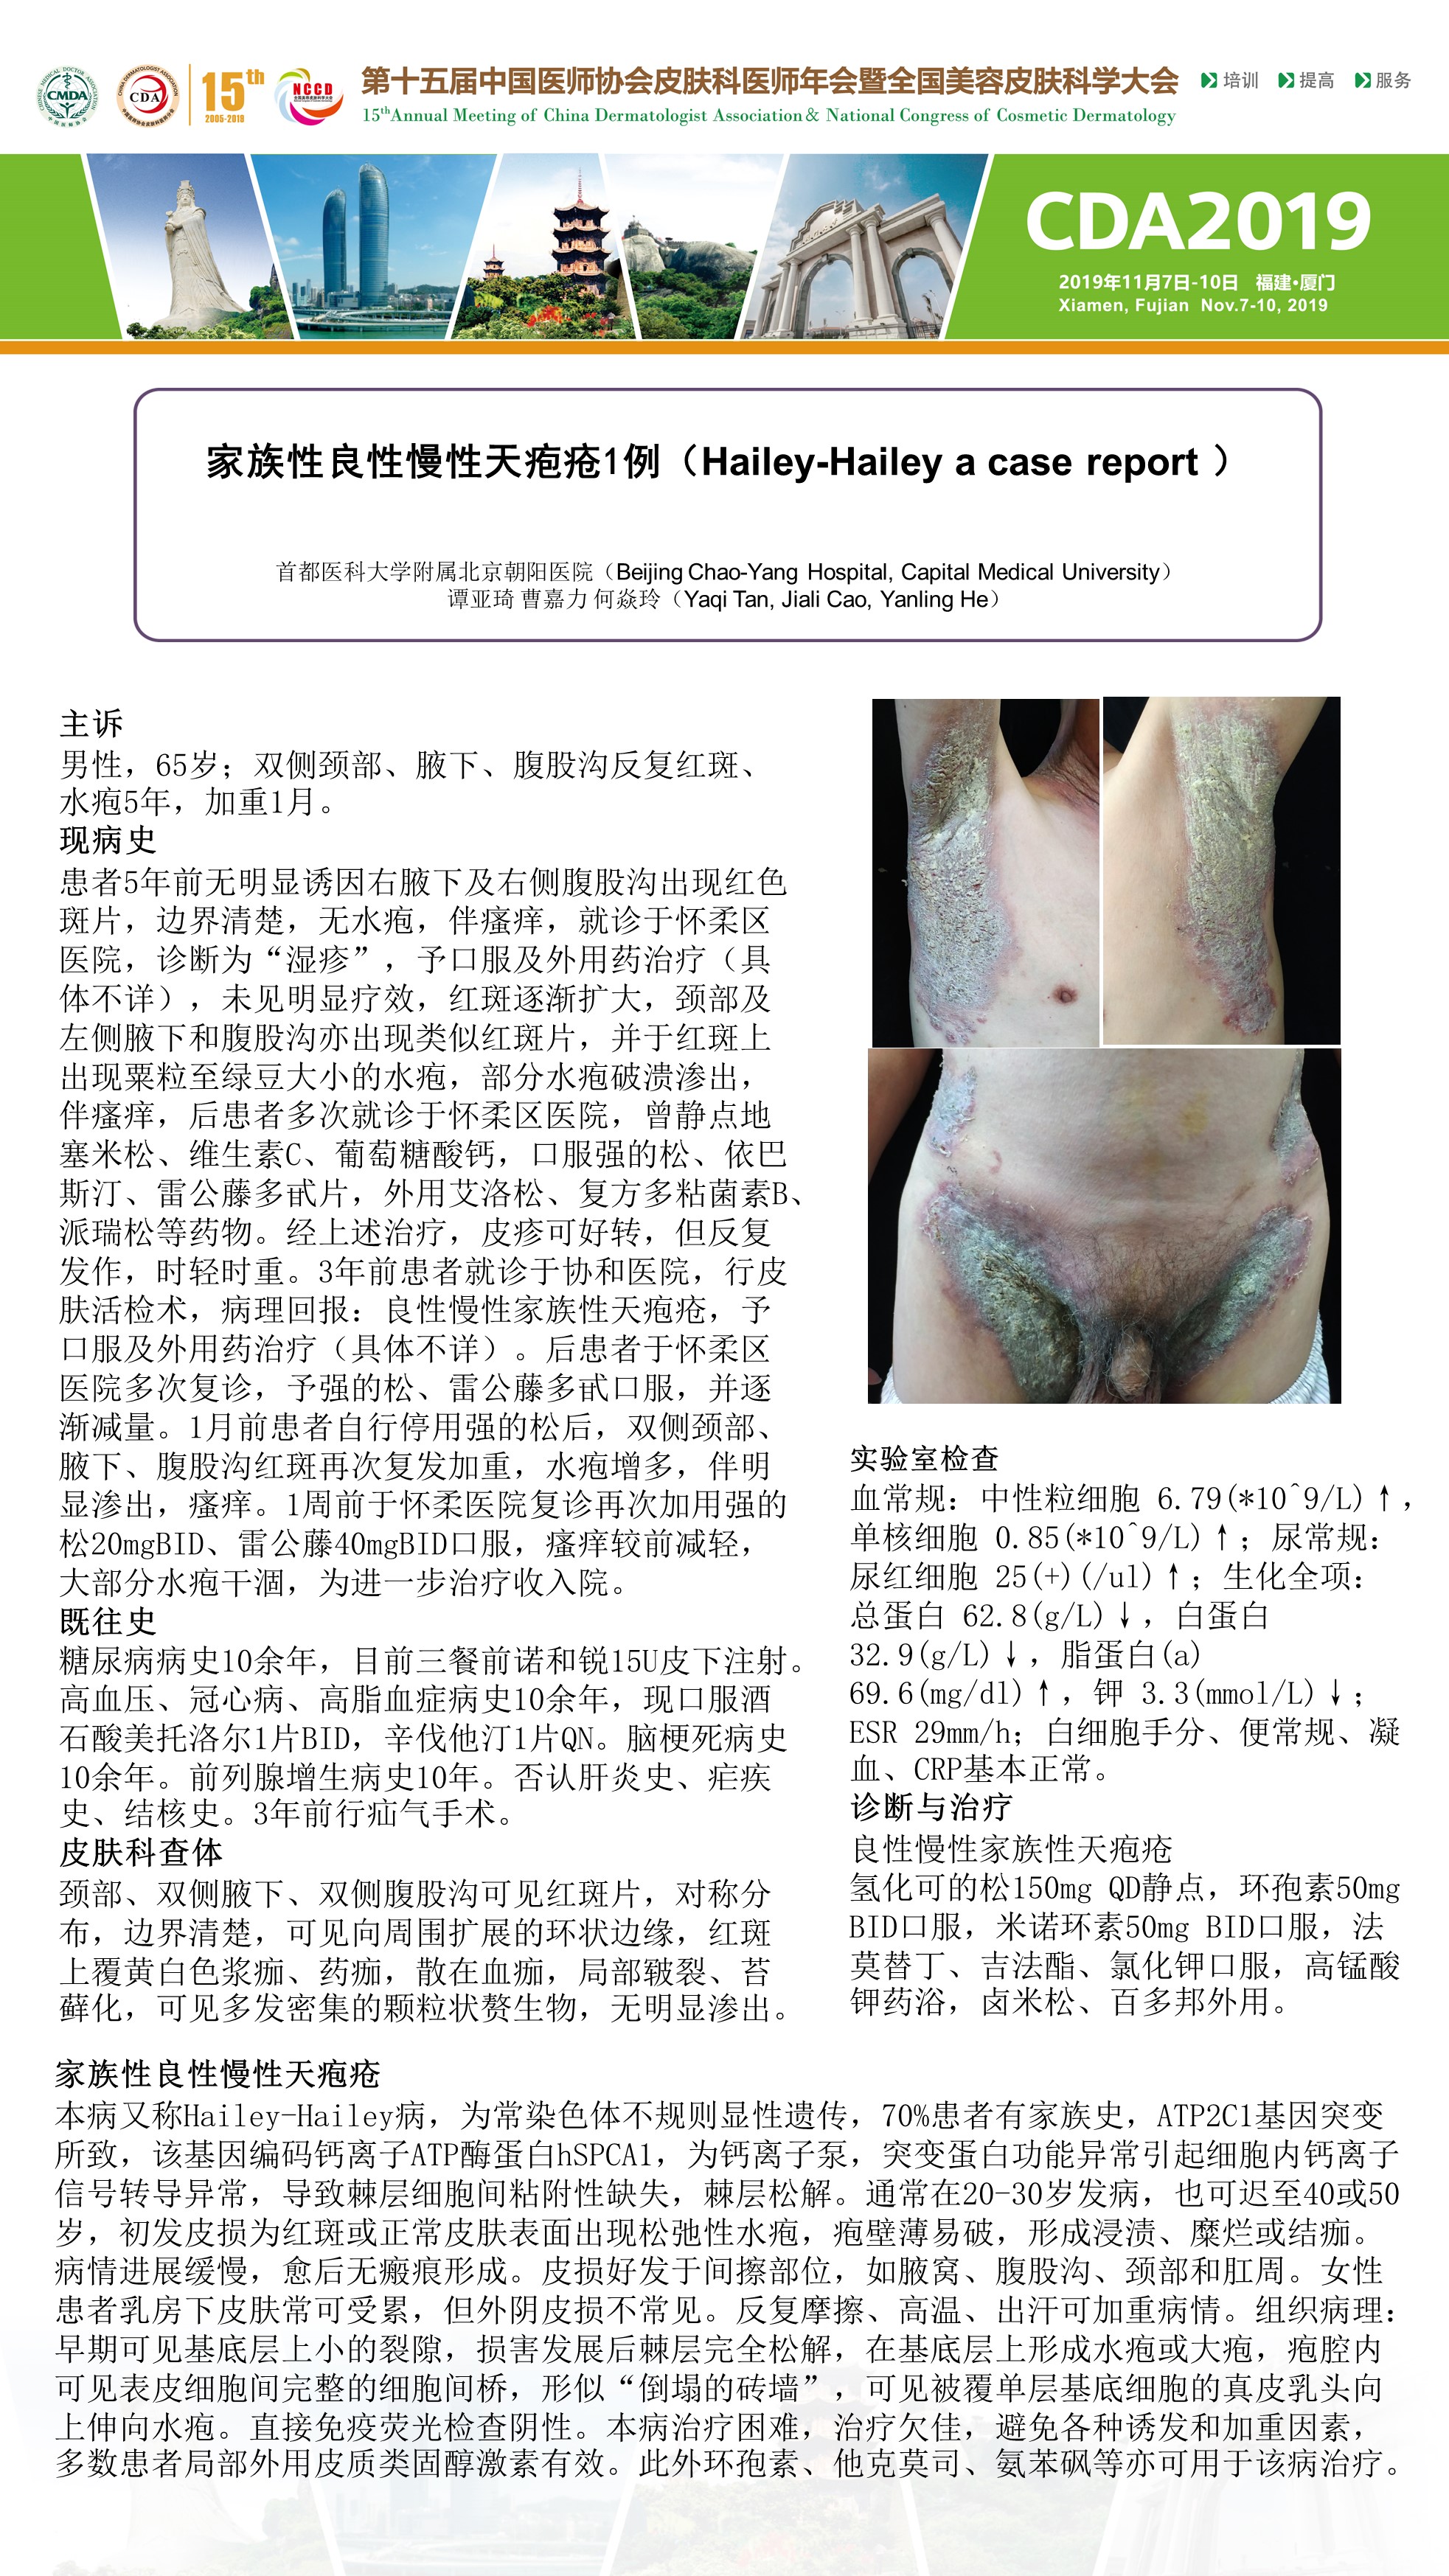 CHINESE MEDICAL DOCTOR ASSOCIATION
CMDA
中国医师协会
CHINA DERMATOLOGIST ASSOCIATION
CDA
15th
2005-2019
NCCD
第十五届中国医师协会皮肤科医师年会暨全国美容皮肤科学大会
15thAnnual Meeting of China Dermatologist Association& National Congress of Cosmetic Dermatology
培训 提高 服务
CDA2019
2019年11月7日-10日 福建·厦门
Xiamen, Fujian Nov.7-10, 2019
家族性良性慢性天疱疮1例（Hailey-Hailey a case report ）
首都医科大学附属北京朝阳医院（Beijing Chao-Yang Hospital, Capital Medical University）
谭亚琦 曹嘉力 何焱玲（Yaqi Tan, Jiali Cao, Yanling He）
主诉
男性，65岁；双侧颈部、腋下、腹股沟反复红斑、
水疱5年，加重1月。
现病史
患者5年前无明显诱因右腋下及右侧腹股沟出现红色
斑片，边界清楚，无水疱，伴瘙痒，就诊于怀柔区
医院，诊断为“湿疹”，予口服及外用药治疗（具
体不详），未见明显疗效，红斑逐渐扩大，颈部及
左侧腋下和腹股沟亦出现类似红斑片，并于红斑上
出现粟粒至绿豆大小的水疱，部分水疱破溃渗出，
伴瘙痒，后患者多次就诊于怀柔区医院，曾静点地
塞米松、维生素C、葡萄糖酸钙，口服强的松、依巴
斯汀、雷公藤多甙片，外用艾洛松、复方多粘菌素B、
派瑞松等药物。经上述治疗，皮疹可好转，但反复
发作，时轻时重。3年前患者就诊于协和医院，行皮
肤活检术，病理回报：良性慢性家族性天疱疮，予
口服及外用药治疗（具体不详）。后患者于怀柔区
医院多次复诊，予强的松、雷公藤多甙口服，并逐
渐减量。1月前患者自行停用强的松后，双侧颈部、
腋下、腹股沟红斑再次复发加重，水疱增多，伴明
显渗出，瘙痒。1周前于怀柔医院复诊再次加用强的
松20mgBID、雷公藤40mgBID口服，瘙痒较前减轻，
大部分水疱干涸，为进一步治疗收入院。
既往史
糖尿病病史10余年，目前三餐前诺和锐15U皮下注射。
高血压、冠心病、高脂血症病史10余年，现口服酒
石酸美托洛尔1片BID，辛伐他汀1片QN。脑梗死病史
10余年。前列腺增生病史10年。否认肝炎史、疟疾
史、结核史。3年前行疝气手术。
皮肤科查体
颈部、双侧腋下、双侧腹股沟可见红斑片，对称分
布，边界清楚，可见向周围扩展的环状边缘，红斑
上覆黄白色浆痂、药痂，散在血痂，局部皲裂、苔
藓化，可见多发密集的颗粒状赘生物，无明显渗出。
实验室检查
血常规：中性粒细胞 6.79(*10^9/L)↑，
单核细胞 0.85(*10^9/L)↑；尿常规：
尿红细胞 25(+)(/ul)↑；生化全项：
总蛋白 62.8(g/L)↓，白蛋白
32.9(g/L)↓，脂蛋白(a)
69.6(mg/dl)↑，钾 3.3(mmol/L)↓；
ESR 29mm/h；白细胞手分、便常规、凝
血、CRP基本正常。
诊断与治疗
良性慢性家族性天疱疮
氢化可的松150mg QD静点，环孢素50mg
BID口服，米诺环素50mg BID口服，法
莫替丁、吉法酯、氯化钾口服，高锰酸
钾药浴，卤米松、百多邦外用。
家族性良性慢性天疱疮
本病又称Hailey-Hailey病，为常染色体不规则显性遗传，70%患者有家族史，ATP2C1基因突变
所致，该基因编码钙离子ATP酶蛋白hSPCA1，为钙离子泵，突变蛋白功能异常引起细胞内钙离子
信号转导异常，导致棘层细胞间粘附性缺失，棘层松解。通常在20-30岁发病，也可迟至40或50
岁，初发皮损为红斑或正常皮肤表面出现松弛性水疱，疱壁薄易破，形成浸渍、糜烂或结痂。
病情进展缓慢，愈后无瘢痕形成。皮损好发于间擦部位，如腋窝、腹股沟、颈部和肛周。女性
患者乳房下皮肤常可受累，但外阴皮损不常见。反复摩擦、高温、出汗可加重病情。组织病理：
早期可见基底层上小的裂隙，损害发展后棘层完全松解，在基底层上形成水疱或大疱，疱腔内
可见表皮细胞间完整的细胞间桥，形似“倒塌的砖墙”，可见被覆单层基底细胞的真皮乳头向
上伸向水疱。直接免疫荧光检查阴性。本病治疗困难，治疗欠佳，避免各种诱发和加重因素，
多数患者局部外用皮质类固醇激素有效。此外环孢素、他克莫司、氨苯砜等亦可用于该病治疗。